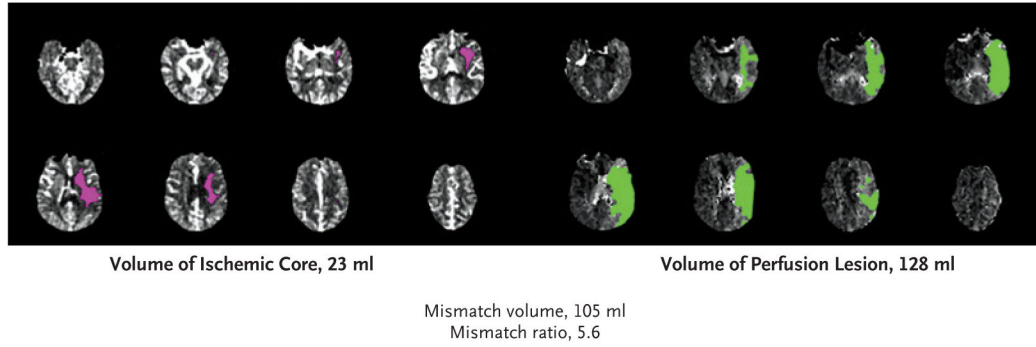 Volume of Ischemic Core, 23 ml
Volume of Perfusion Lesion, 128 ml
Mismatch volume, 105 ml
Mismatch ratio, 5.6